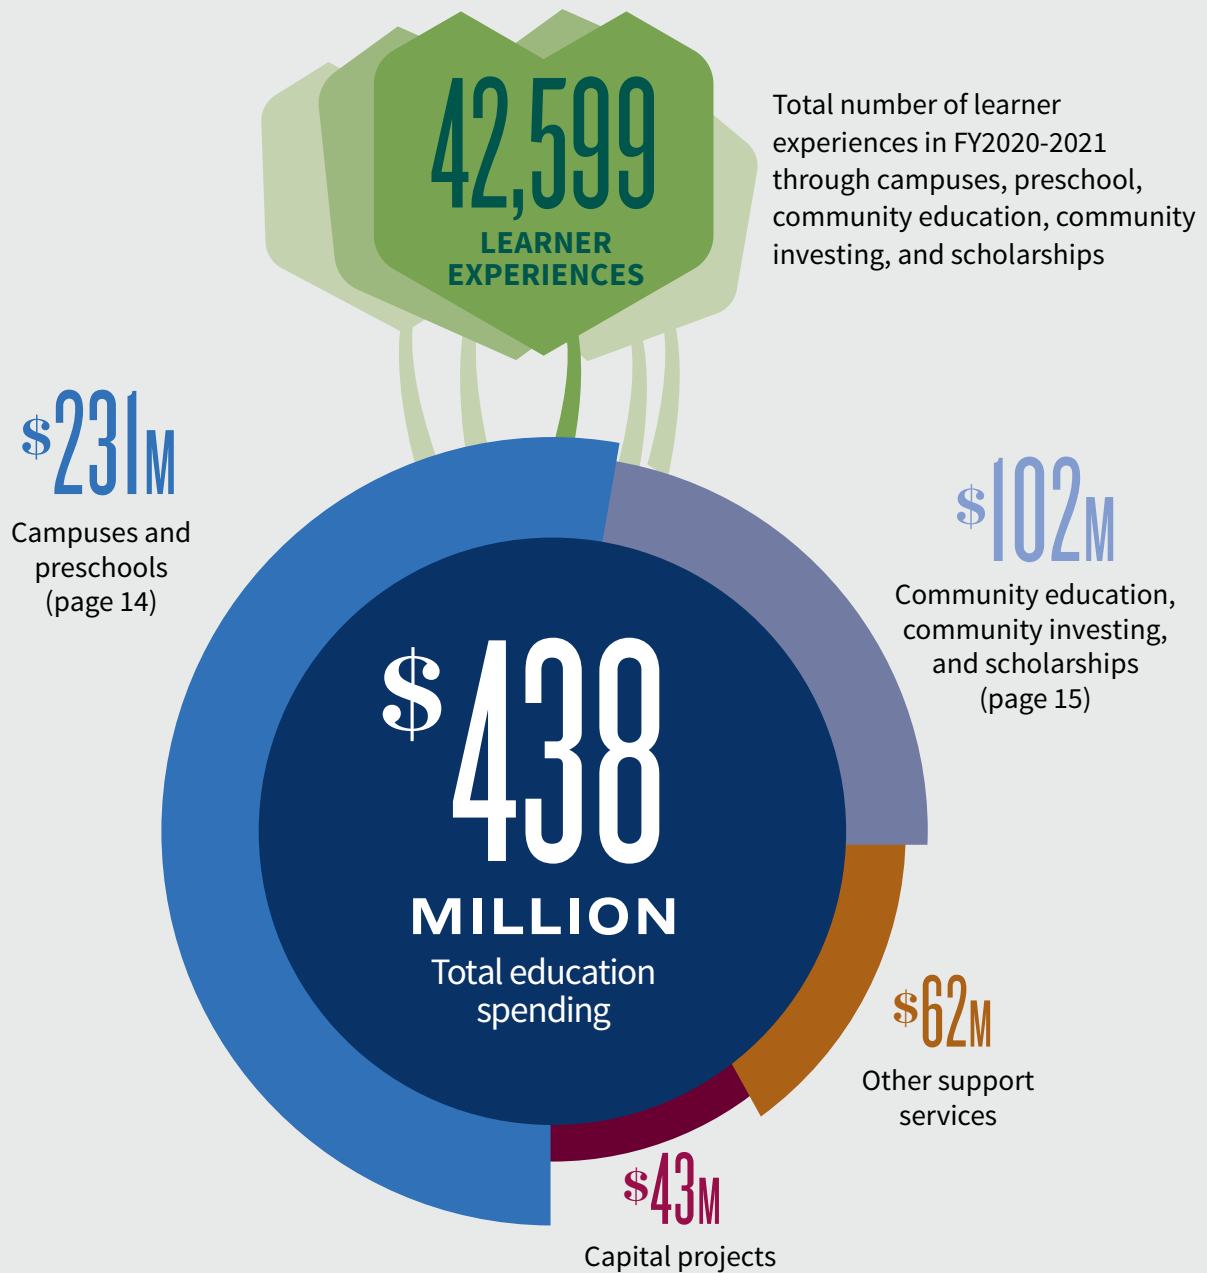 42,599
LEARNER
EXPERIENCES
Total number of learner
experiences in FY2020-2021
through campuses, preschool,
community education, community
investing, and scholarships
$231M
Campuses and
preschools
(page 14)
$102M
Community education,
community investing,
and scholarships
(page 15)
$438
MILLION
Total education
spending
$62M
Other support
services
$43M
Capital projects